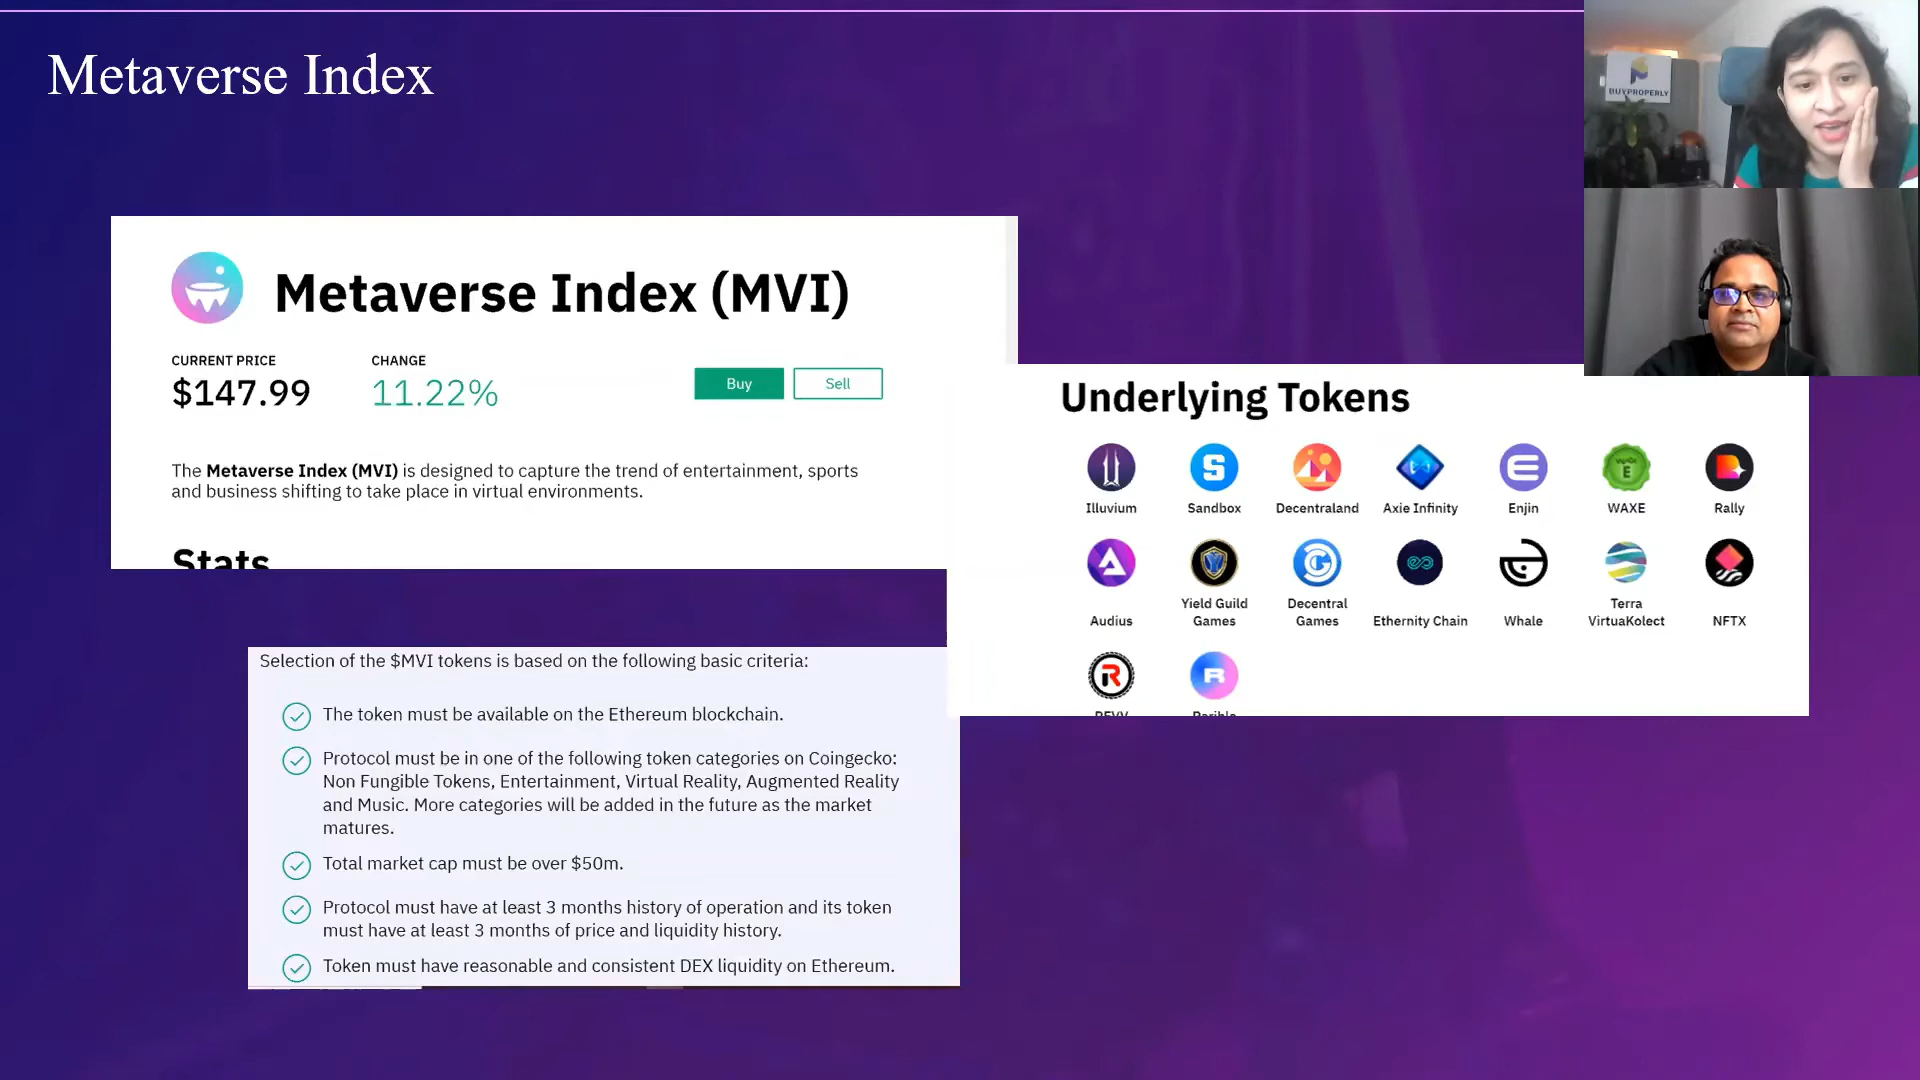 Metaverse Index
BUYPROPERLY
Metaverse Index (MVI)
CURRENT PRICE
CHANGE
$147.99
11.22%
Buy
Sell
The Metaverse Index (MVI) is designed to capture the trend of entertainment, sports
and business shifting to take place in virtual environments.
Stats
Underlying Tokens
Illuvium
Sandbox
Decentraland
Axie Infinity
Enjin
WAXE
Rally
Audius
Yield Guild
Games
Decentral
Games
Ethernity Chain
Whale
Terra
VirtuaKolect
NFTX
REVV
Rarible
Selection of the $MVI tokens is based on the following basic criteria:
The token must be available on the Ethereum blockchain.
Protocol must be in one of the following token categories on Coingecko:
Non Fungible Tokens, Entertainment, Virtual Reality, Augmented Reality
and Music. More categories will be added in the future as the market
matures.
Total market cap must be over $50m.
Protocol must have at least 3 months history of operation and its token
must have at least 3 months of price and liquidity history.
Token must have reasonable and consistent DEX liquidity on Ethereum.